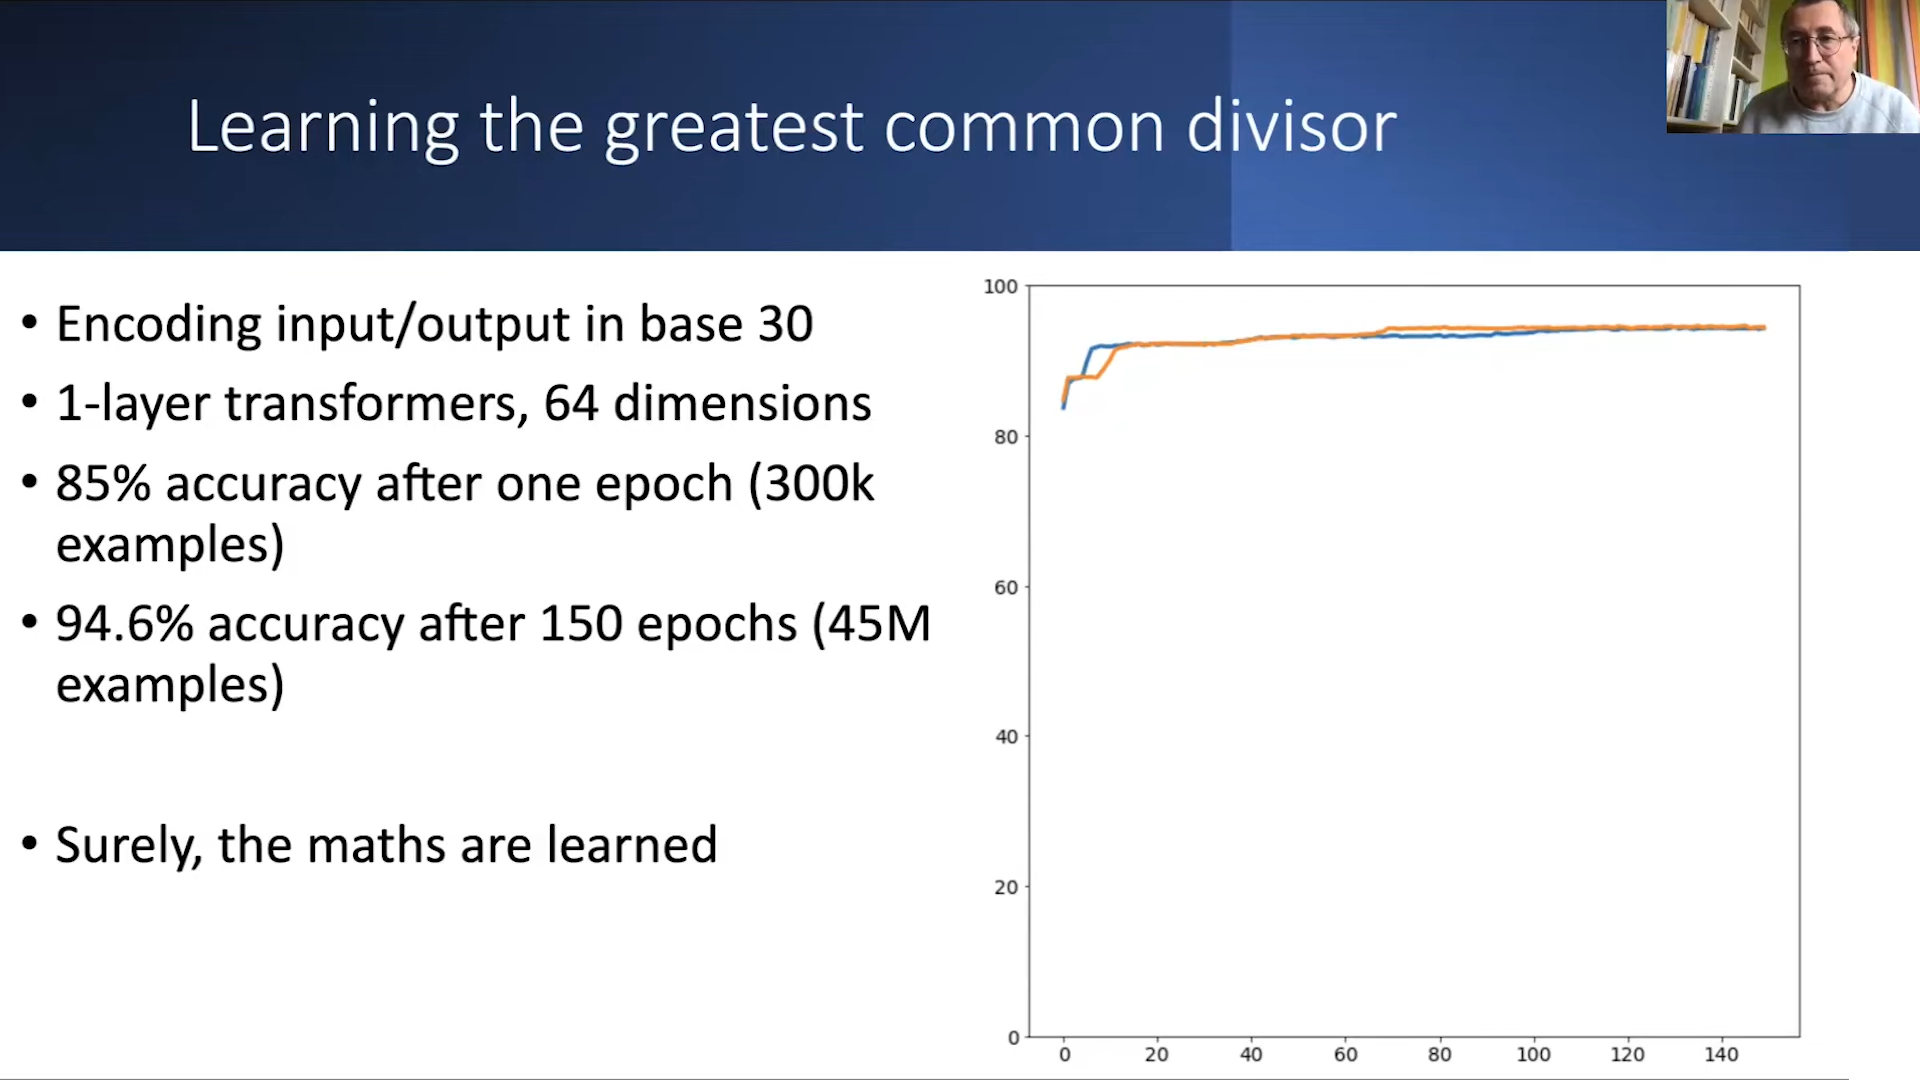 Learning the greatest common divisor
• Encoding input/output in base 30
• 1-layer transformers, 64 dimensions
• 85% accuracy after one epoch (300k
examples)
• 94.6% accuracy after 150 epochs (45M
examples)
• Surely, the maths are learned
100
80
60
40
20
0
0 20 40 60 80 100 120 140